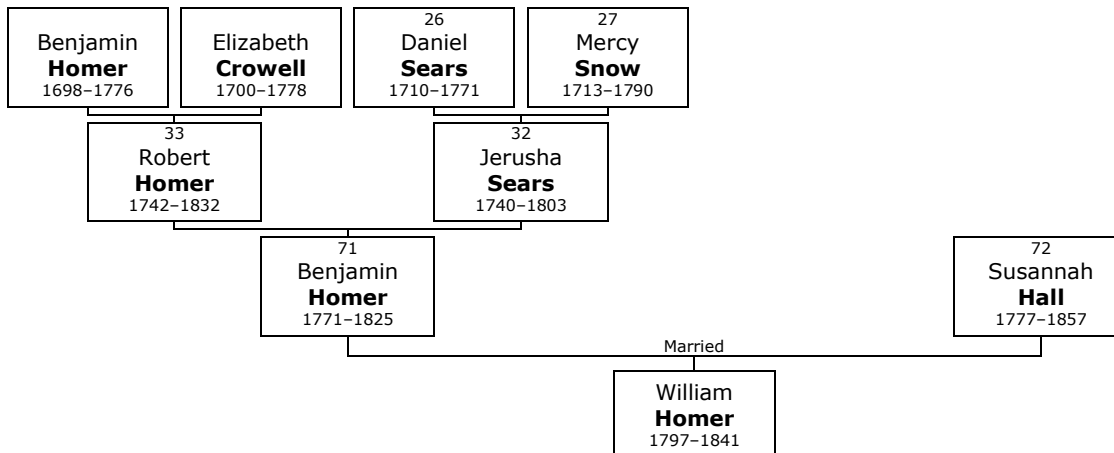 Benjamin
Homer
1698–1776
Elizabeth
Crowell
1700–1778
26
Daniel
Sears
1710–1771
27
Mercy
Snow
1713–1790
33
Robert
Homer
1742–1832
32
Jerusha
Sears
1740–1803
71
Benjamin
Homer
1771–1825
72
Susannah
Hall
1777–1857
Married
William
Homer
1797–1841